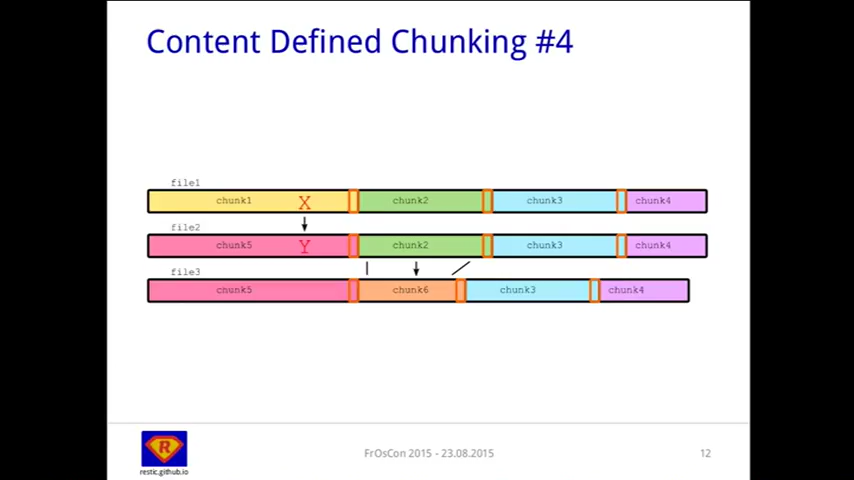 Content Defined Chunking #4
file1
chunk1 X chunk2 chunk3 chunk4
file2
chunk5 Y chunk2 chunk3 chunk4
file3
chunk5 chunk6 chunk3 chunk4
R
restic.github.io
FrOsCon 2015 - 23.08.2015
12